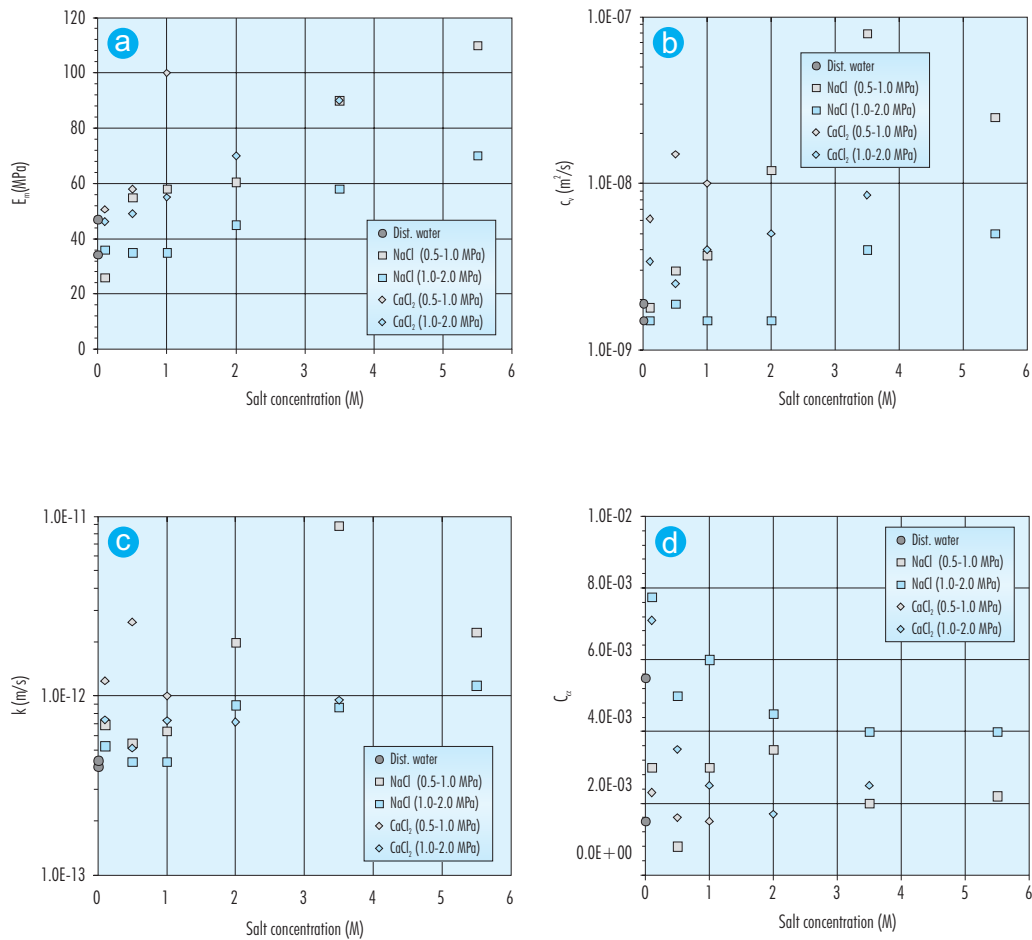 a
120
100
80
60
40
20
0
Eₘ(MPa)
Dist. water
NaCl (0.5-1.0 MPa)
NaCl (1.0-2.0 MPa)
CaCl₂ (0.5-1.0 MPa)
CaCl₂ (1.0-2.0 MPa)
0 1 2 3 4 5 6
Salt concentration (M)
b
1.0E-07
1.0E-08
1.0E-09
cᵥ (m²/s)
Dist. water
NaCl (0.5-1.0 MPa)
NaCl (1.0-2.0 MPa)
CaCl₂ (0.5-1.0 MPa)
CaCl₂ (1.0-2.0 MPa)
0 1 2 3 4 5 6
Salt concentration (M)
c
1.0E-11
1.0E-12
1.0E-13
k (m/s)
Dist. water
NaCl (0.5-1.0 MPa)
NaCl (1.0-2.0 MPa)
CaCl₂ (0.5-1.0 MPa)
CaCl₂ (1.0-2.0 MPa)
0 1 2 3 4 5 6
Salt concentration (M)
d
1.0E-02
8.0E-03
6.0E-03
4.0E-03
2.0E-03
0.0E+00
C_α
Dist. water
NaCl (0.5-1.0 MPa)
NaCl (1.0-2.0 MPa)
CaCl₂ (0.5-1.0 MPa)
CaCl₂ (1.0-2.0 MPa)
0 1 2 3 4 5 6
Salt concentration (M)